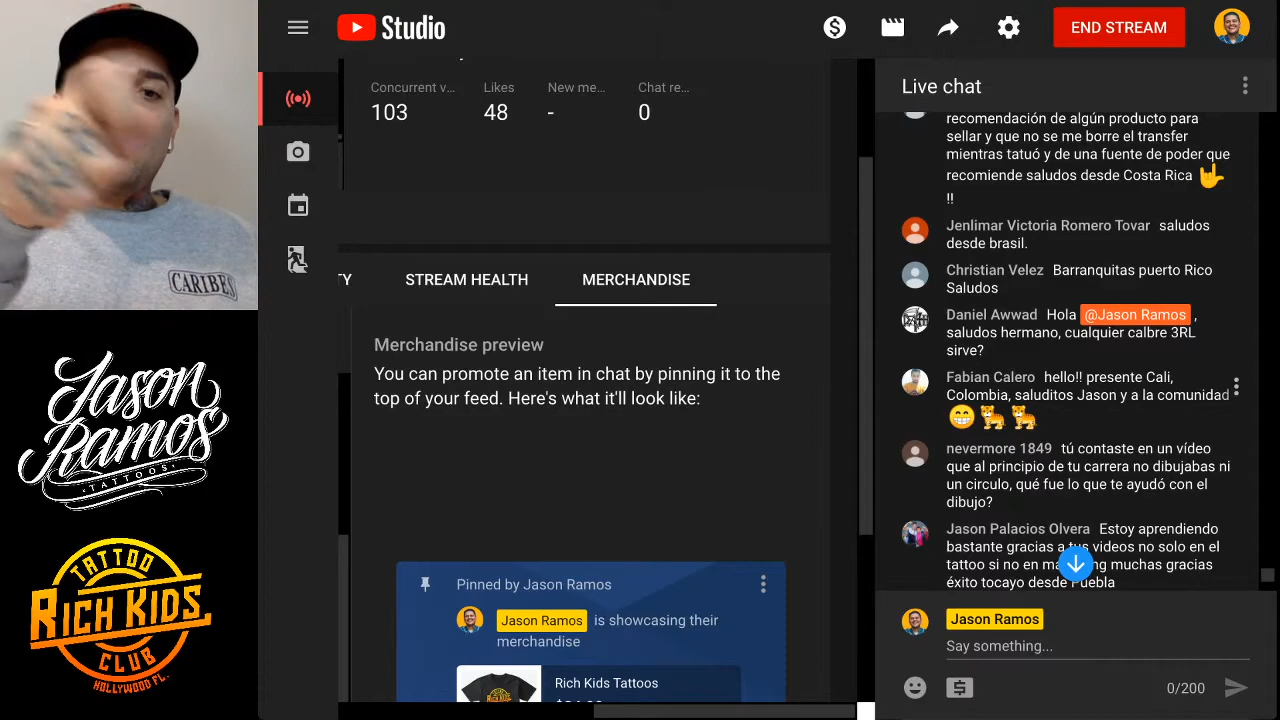 CARIBES
Jason
Ramos
TATTOOS
TATTOO
RICH KIDS
CLUB
HOLLYWOOD FL.
Studio
END STREAM
Concurrent v...
Likes
New me...
Chat re...
103
48
-
0
TY
STREAM HEALTH
MERCHANDISE
Merchandise preview
You can promote an item in chat by pinning it to the
top of your feed. Here's what it'll look like:
Pinned by Jason Ramos
Jason Ramos is showcasing their
merchandise
Rich Kids Tattoos
Live chat
recomendación de algún producto para
sellar y que no se me borre el transfer
mientras tatuó y de una fuente de poder que
recomiende saludos desde Costa Rica 🤟
!!
Jenlimar Victoria Romero Tovar saludos
desde brasil.
Christian Velez Barranquitas puerto Rico
Saludos
Daniel Awwad Hola @Jason Ramos ,
saludos hermano, cualquier calbre 3RL
sirve?
Fabian Calero hello!! presente Cali,
Colombia, saluditos Jason y a la comunidad
😁🐅🐅
nevermore 1849 tú contaste en un vídeo
que al principio de tu carrera no dibujabas ni
un circulo, qué fue lo que te ayudó con el
dibujo?
Jason Palacios Olvera Estoy aprendiendo
bastante gracias a tus videos no solo en el
tattoo si no en muchas gracias
éxito tocayo desde Puebla
Jason Ramos
Say something...
0/200